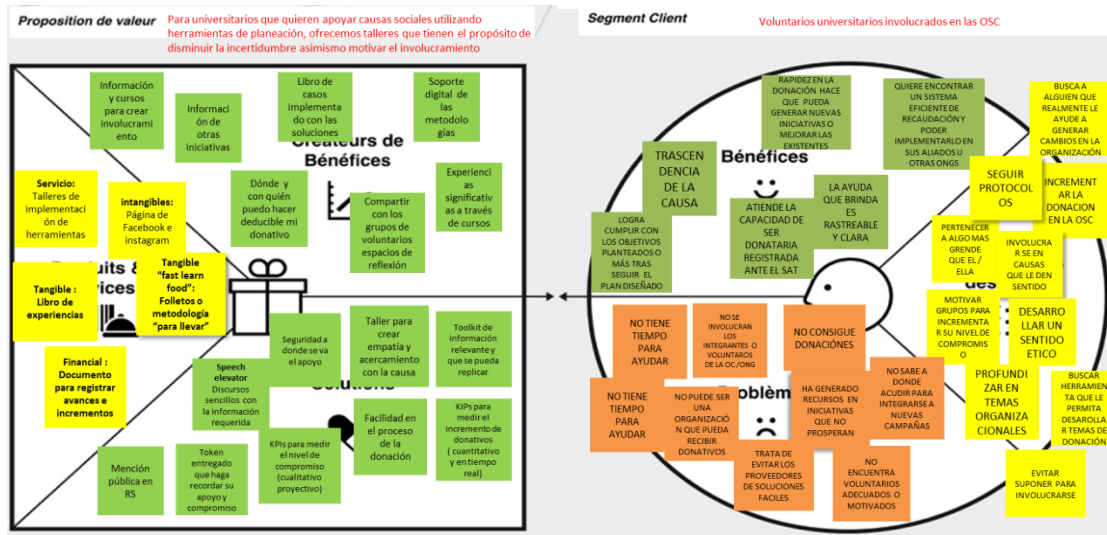 Proposition de valeur
Para universitarios que quieren apoyar causas sociales utilizando
herramientas de planeación, ofrecemos talleres que tienen el propósito de
disminuir la incertidumbre asimismo motivar el involucramiento
Información
y cursos
para crear
involucrami
ento
Informaci
ón de
otras
iniciativas
Libro de
casos
implementa
do con las
soluciones
Soporte
digital de
las
metodolo
gías
Créateurs de
Bénéfices
Servicio:
Talleres de
implementaci
ón de
herramientas
intangibles:
Página de
Facebook e
instagram
Dónde y
con quién
puedo hacer
deducible mi
donativo
Compartir
con los
grupos de
voluntarios
espacios de
reflexión
Experienci
as
significativ
as a través
de cursos
Tangible :
Libro de
experiencias
Tangible
“fast learn
food”:
Folletos o
metodología
“para llevar”
Financial :
Documento
para registrar
avances e
incrementos
Seguridad a
donde se va
el apoyo
Taller para
crear
empatía y
acercamiento
con la causa
Toolkit de
información
relevante y
que se pueda
replicar
Speech
elevator
Discursos
sencillos con
la información
requerida
Facilidad en
el proceso de
la
donación
KIPs para
medir el
incremento de
donativos
( cuantitativo
y en tiempo
real)
Mención
pública en
RS
Token
entregado que
haga
recordar su
apoyo y
compromiso
KPIs para medir
el nivel de
compromiso
(cualitativo
proyectivo)
Segment Client
Voluntarios universitarios involucrados en las OSC
RAPIDEZ EN LA
DONACIÓN HACE
QUE PUEDA
GENERAR NUEVAS
INICIATIVAS O
MEJORAR LAS
EXISTENTES
QUIERE ENCONTRAR
UN SISTEMA
EFICIENTE DE
RECAUDACIÓN Y
PODER
IMPLEMENTARLO EN
SUS ALIADOS U
OTRAS ONGS
BUSCA A
ALGUIEN QUE
REALMENTE LE
AYUDE A
GENERAR
CAMBIOS EN LA
ORGANIZACIÓN
TRASCEN
DENCIA
DE LA
CAUSA
Bénéfices
SEGUIR
PROTOCOL
OS
INCREMENT
AR LA
DONACION
EN LA OSC
LOGRA
CUMPLIR CON
LOS OBJETIVOS
PLANTEADOS O
MÁS TRAS
SEGUIR EL
PLAN DISEÑADO
ATIENDE LA
CAPACIDAD DE
SER
DONATARIA
REGISTRADA
ANTE EL SAT
LA AYUDA
QUE BRINDA
ES
RASTREABLE
Y CLARA
PERTENECER
A ALGO MAS
GRENDE
QUE EL /
ELLA
INVOLUCRA
R SE EN
CAUSAS
QUE LE DEN
SENTIDO
MOTIVAR
GRUPOS PARA
INCREMENTA
R SU NIVEL DE
COMPROMIS
O
DESARRO
LLAR UN
SENTIDO
ETICO
NO TIENE
TIEMPO
PARA
AYUDAR
NO SE
INVOLUCRAN
LOS
INTEGRANTES O
VOLUNTARIOS
DE LA OC/ONG
NO CONSIGUE
DONACIÓNES
NO SABE A
DONDE
ACUDIR PARA
INTEGRARSE A
NUEVAS
CAMPAÑAS
PROFUNDI
ZAR EN
TEMAS
ORGANIZA
CIONALES
BUSCAR
HERRAMIEN
TA QUE LE
PERMITA
DESAROLLA
R TEMAS DE
DONACIÓN
NO TIENE
TIEMPO
PARA
AYUDAR
NO PUEDE SER
UNA
ORGANIZACIÓ
N QUE PUEDA
RECIBIR
DONATIVOS
HA GENERADO
RECURSOS EN
INICIATIVAS
QUE NO
PROSPERAN
TRATA DE
EVITAR LOS
PROVEEDORES
DE SOLUCIONES
FACILES
NO
ENCUENTRA
VOLUNTARIOS
ADECUADOS O
MOTIVADOS
EVITAR
SUPONER PARA
INVOLUCRARSE